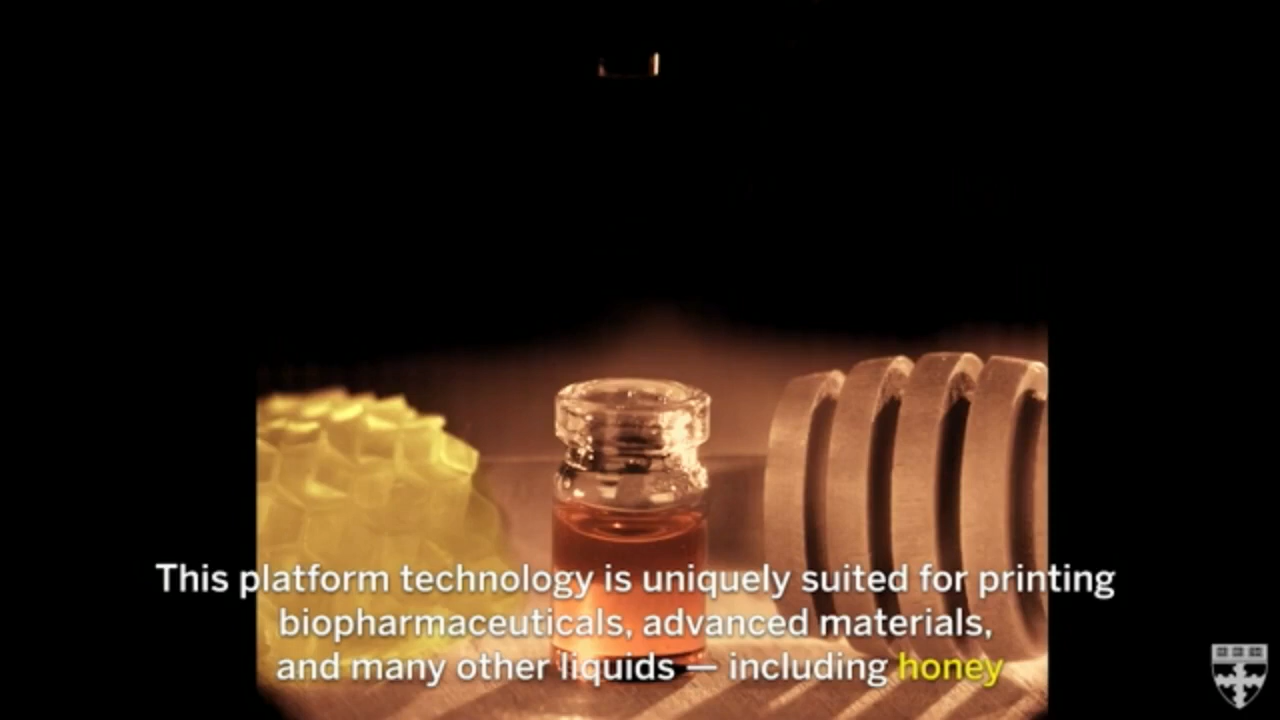 This platform technology is uniquely suited for printing
biopharmaceuticals, advanced materials,
and many other liquids — including honey